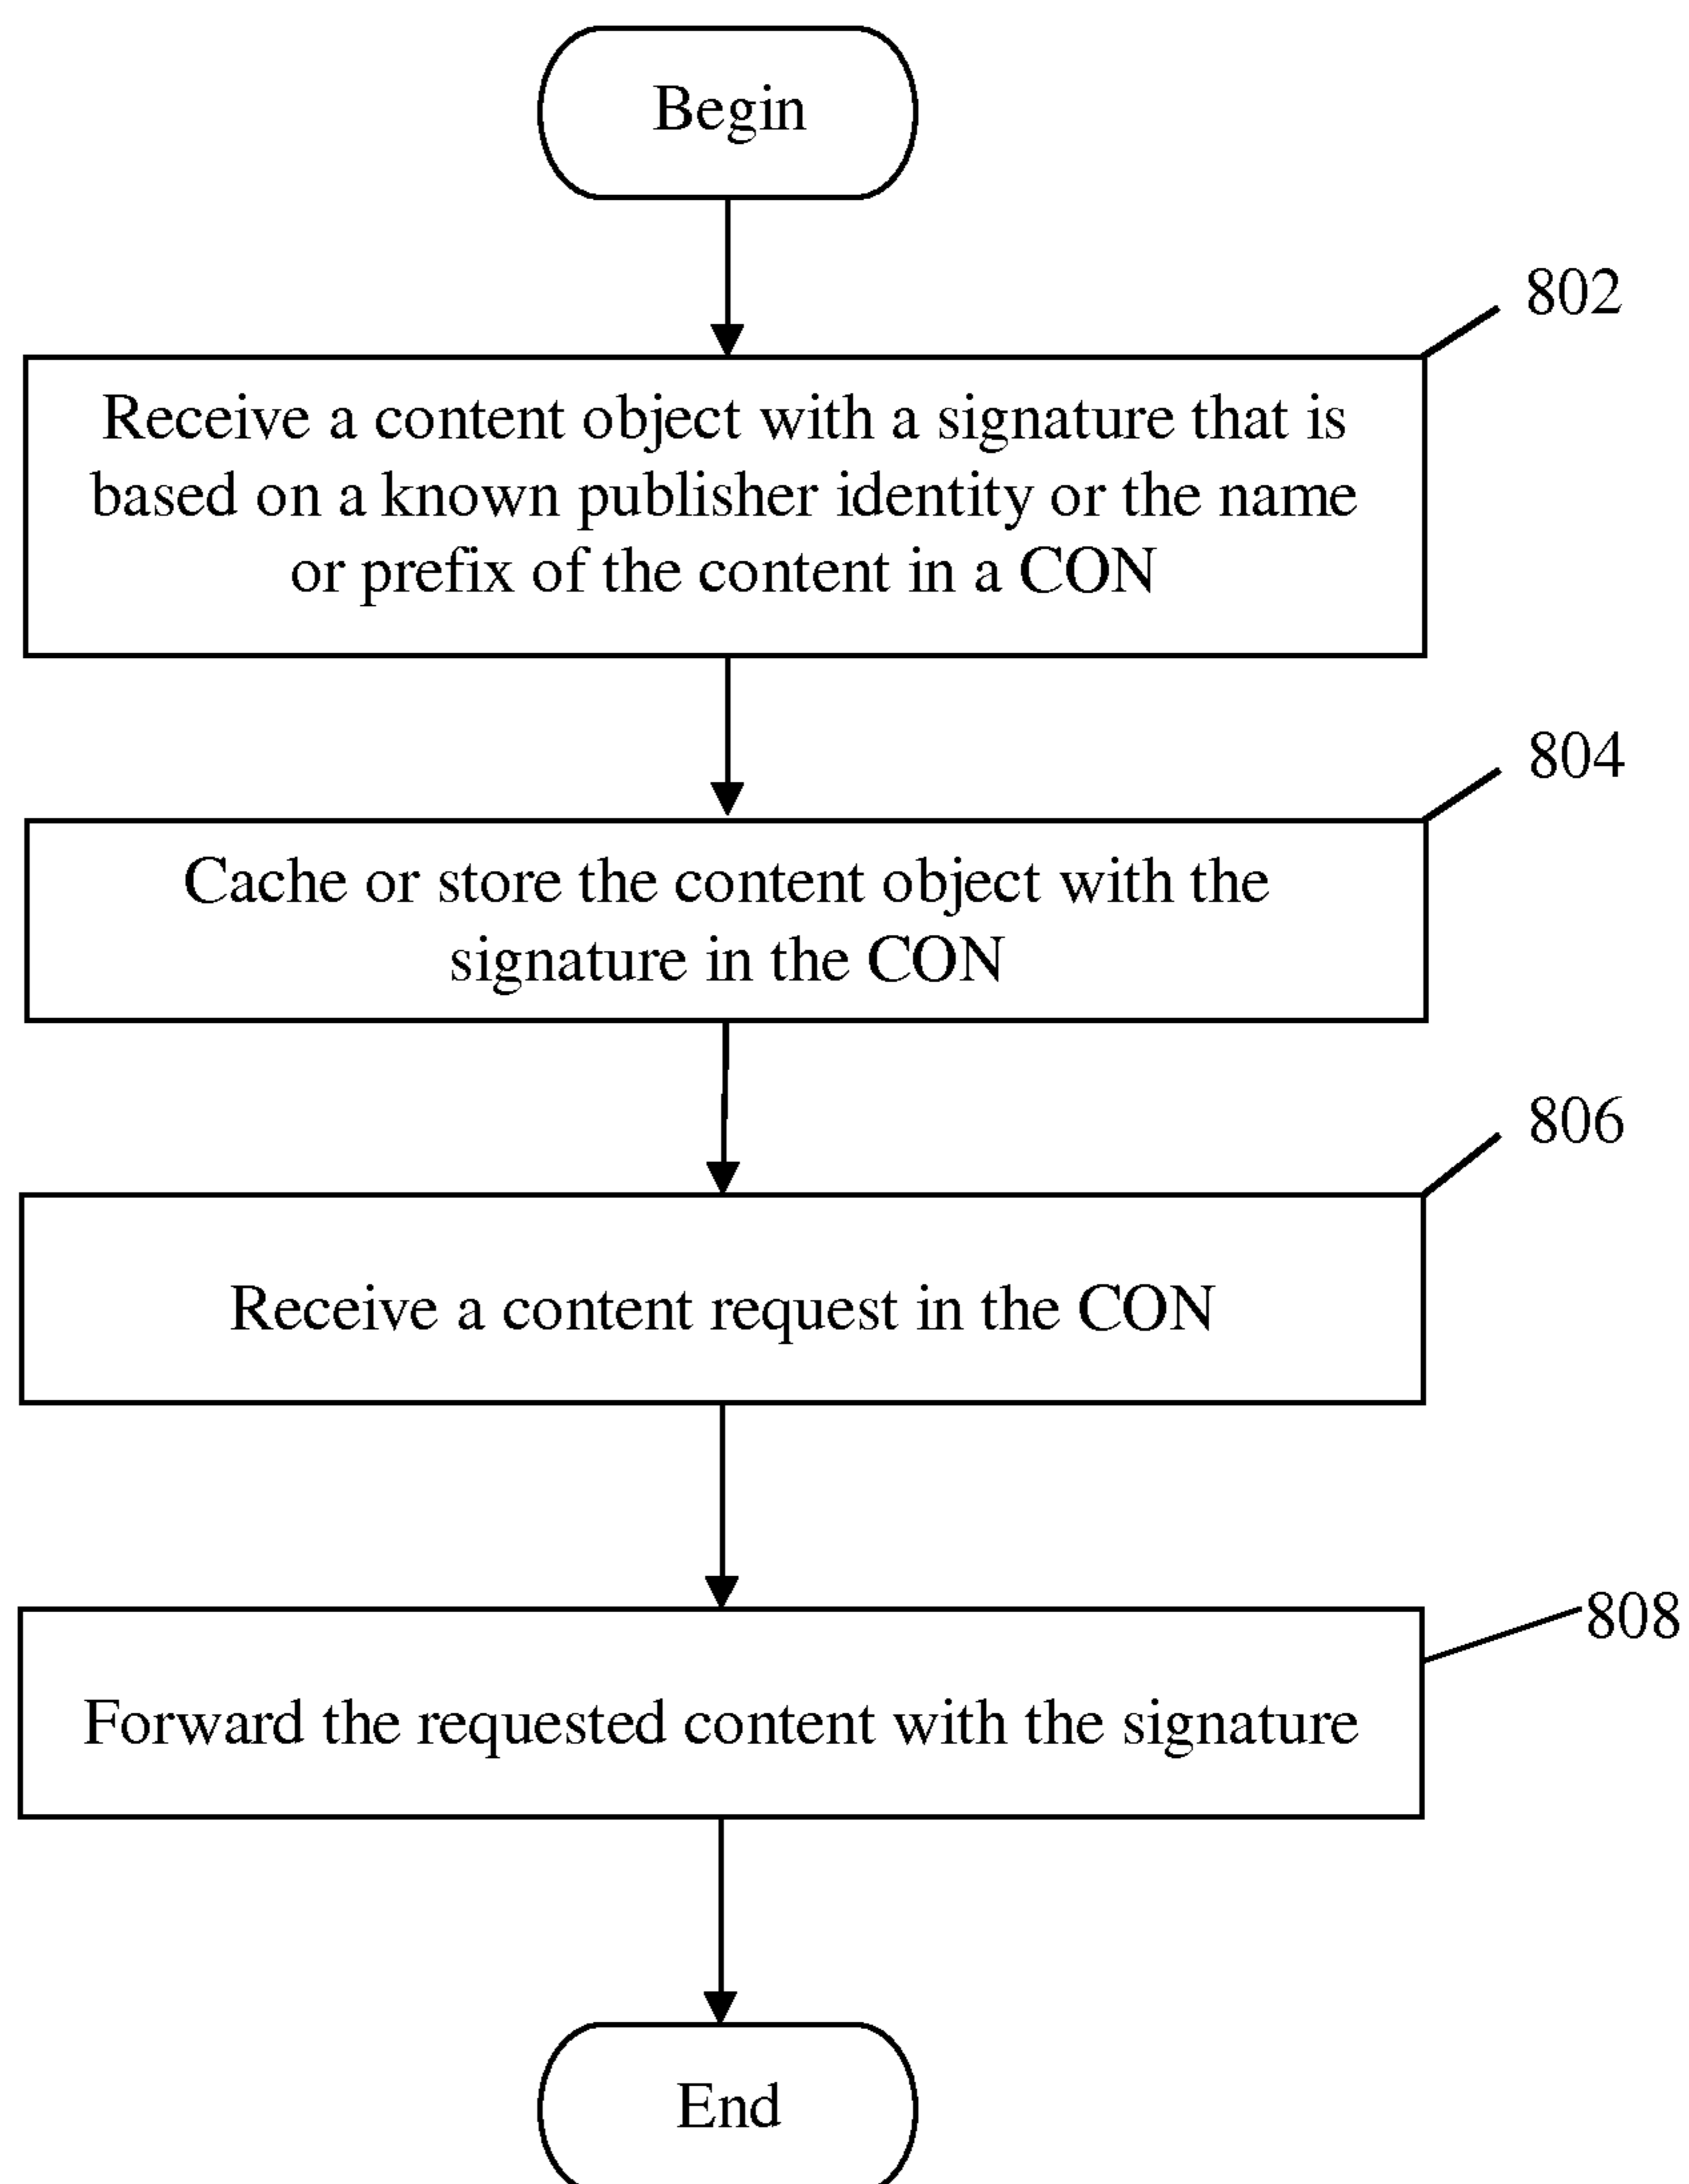 Begin
802
Receive a content object with a signature that is
based on a known publisher identity or the name
or prefix of the content in a CON
804
Cache or store the content object with the
signature in the CON
806
Receive a content request in the CON
808
Forward the requested content with the signature
End